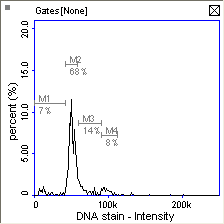 Gates[None]
percent (%)
20.0
15.0
10.0
5.0
0.0
M2
68%
M1
7%
M3
14%
M4
8%
0
100k
200k
DNA stain - Intensity